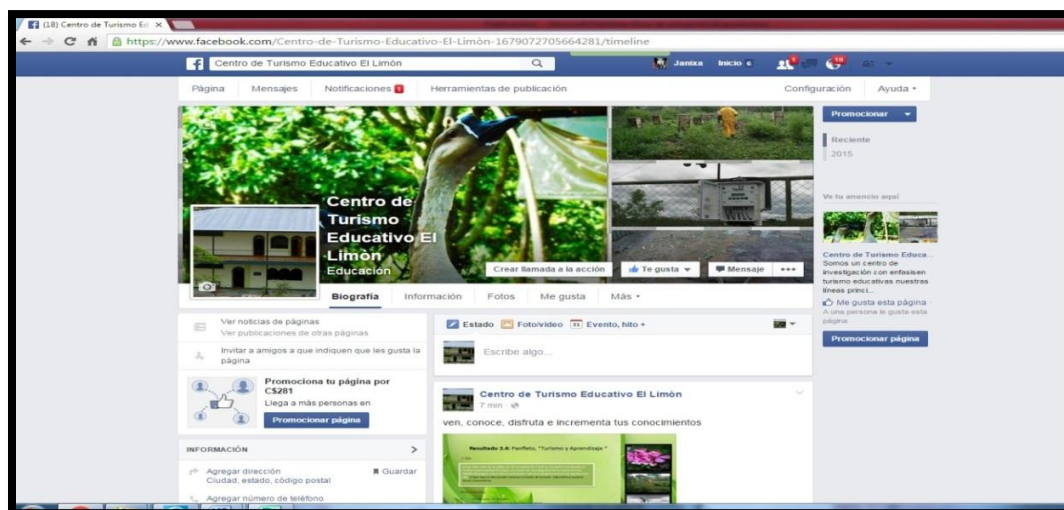 (18) Centro de Turismo Ed
https://www.facebook.com/Centro-de-Turismo-Educativo-El-Limòn-1679072705664281/timeline
Centro de Turismo Educativo El Limòn
Janixa
Inicio
Página
Mensajes
Notificaciones
Herramientas de publicación
Configuración
Ayuda
Centro de
Turismo
Educativo El
Limòn
Educación
Crear llamada a la acción
Te gusta
Mensaje
Biografía
Información
Fotos
Me gusta
Más
Promocionar
Reciente
2015
Ve tu anuncio aquí
Centro de Turismo Educa...
Somos un centro de
investigación con enfasisen
turismo educativas nuestras
líneas princi...
Me gusta esta página
A una persona le gusta esta
página
Promocionar página
Ver noticias de páginas
Ver publicaciones de otras páginas
Invitar a amigos a que indiquen que les gusta la
página
Promociona tu página por
C$281
Llega a más personas en
Promocionar página
INFORMACIÓN
Agregar dirección
Guardar
Ciudad, estado, código postal
Agregar número de teléfono
Estado
Foto/video
Evento, hito +
Escribe algo...
Centro de Turismo Educativo El Limòn
7 min
ven, conoce, disfruta e incrementa tus conocimientos
Resultado 3.4: Panfleto, "Turismo y Aprendizaje "